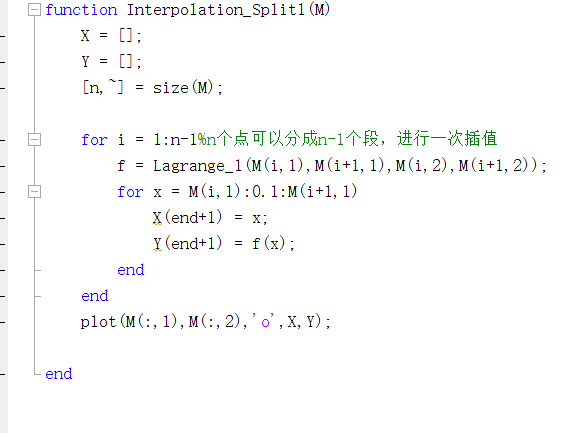 function Interpolation_Split1(M)
X = [];
Y = [];
[n,~] = size(M);
for i = 1:n-1%n个点可以分成n-1个段，进行一次插值
f = Lagrange_1(M(i,1),M(i+1,1),M(i,2),M(i+1,2));
for x = M(i,1):0.1:M(i+1,1)
X(end+1) = x;
Y(end+1) = f(x);
end
end
plot(M(:,1),M(:,2),'o',X,Y);
end